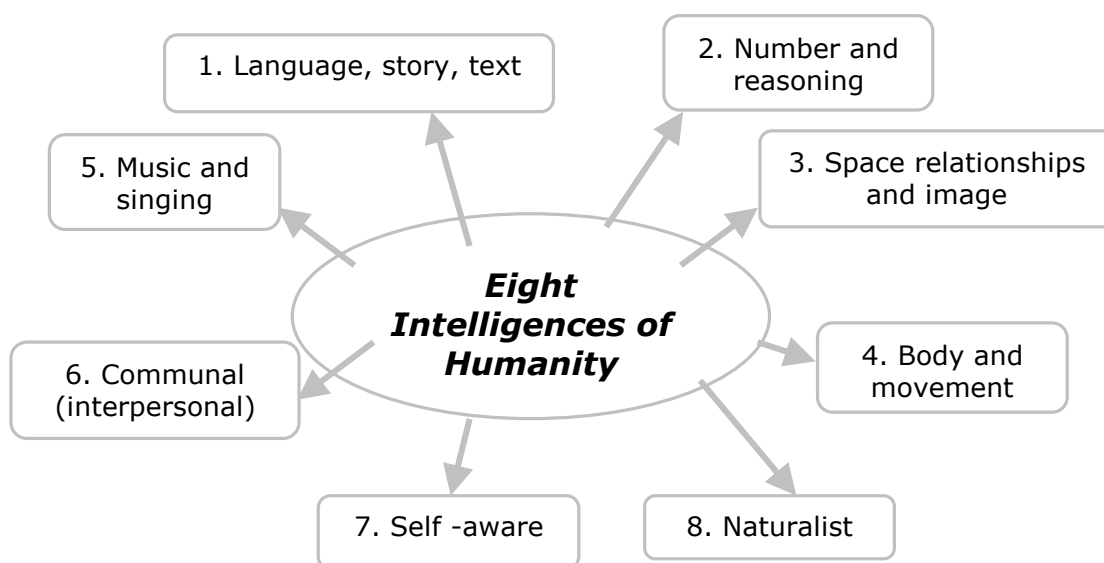 1. Language, story, text
2. Number and
reasoning
3. Space relationships
and image
4. Body and
movement
5. Music and
singing
6. Communal
(interpersonal)
7. Self -aware
8. Naturalist
Eight
Intelligences of
Humanity